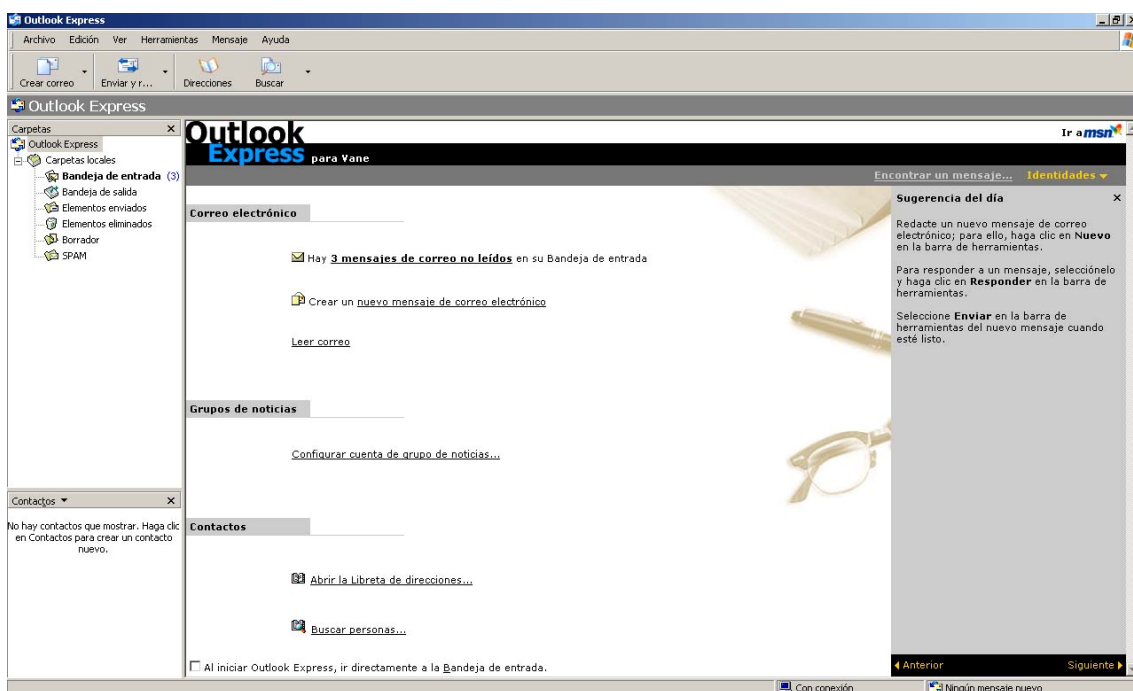 Outlook Express
Archivo Edición Ver Herramientas Mensaje Ayuda
Crear correo Enviar y r... Direcciones Buscar
Outlook Express
Carpetas
Outlook Express
Carpetas locales
Bandeja de entrada (3)
Bandeja de salida
Elementos enviados
Elementos eliminados
Borrador
SPAM
Contactos
No hay contactos que mostrar. Haga clic
en Contactos para crear un contacto
nuevo.
Outlook
Express para Vane
Ir a msn
Encontrar un mensaje... Identidades
Correo electrónico
Hay 3 mensajes de correo no leídos en su Bandeja de entrada
Crear un nuevo mensaje de correo electrónico
Leer correo
Grupos de noticias
Configurar cuenta de grupo de noticias...
Contactos
Abrir la Libreta de direcciones...
Buscar personas...
Al iniciar Outlook Express, ir directamente a la Bandeja de entrada.
Sugerencia del día
Redacte un nuevo mensaje de correo
electrónico; para ello, haga clic en Nuevo
en la barra de herramientas.
Para responder a un mensaje, selecciónelo
y haga clic en Responder en la barra de
herramientas.
Seleccione Enviar en la barra de
herramientas del nuevo mensaje cuando
esté listo.
Anterior Siguiente
Con conexión Ningún mensaje nuevo